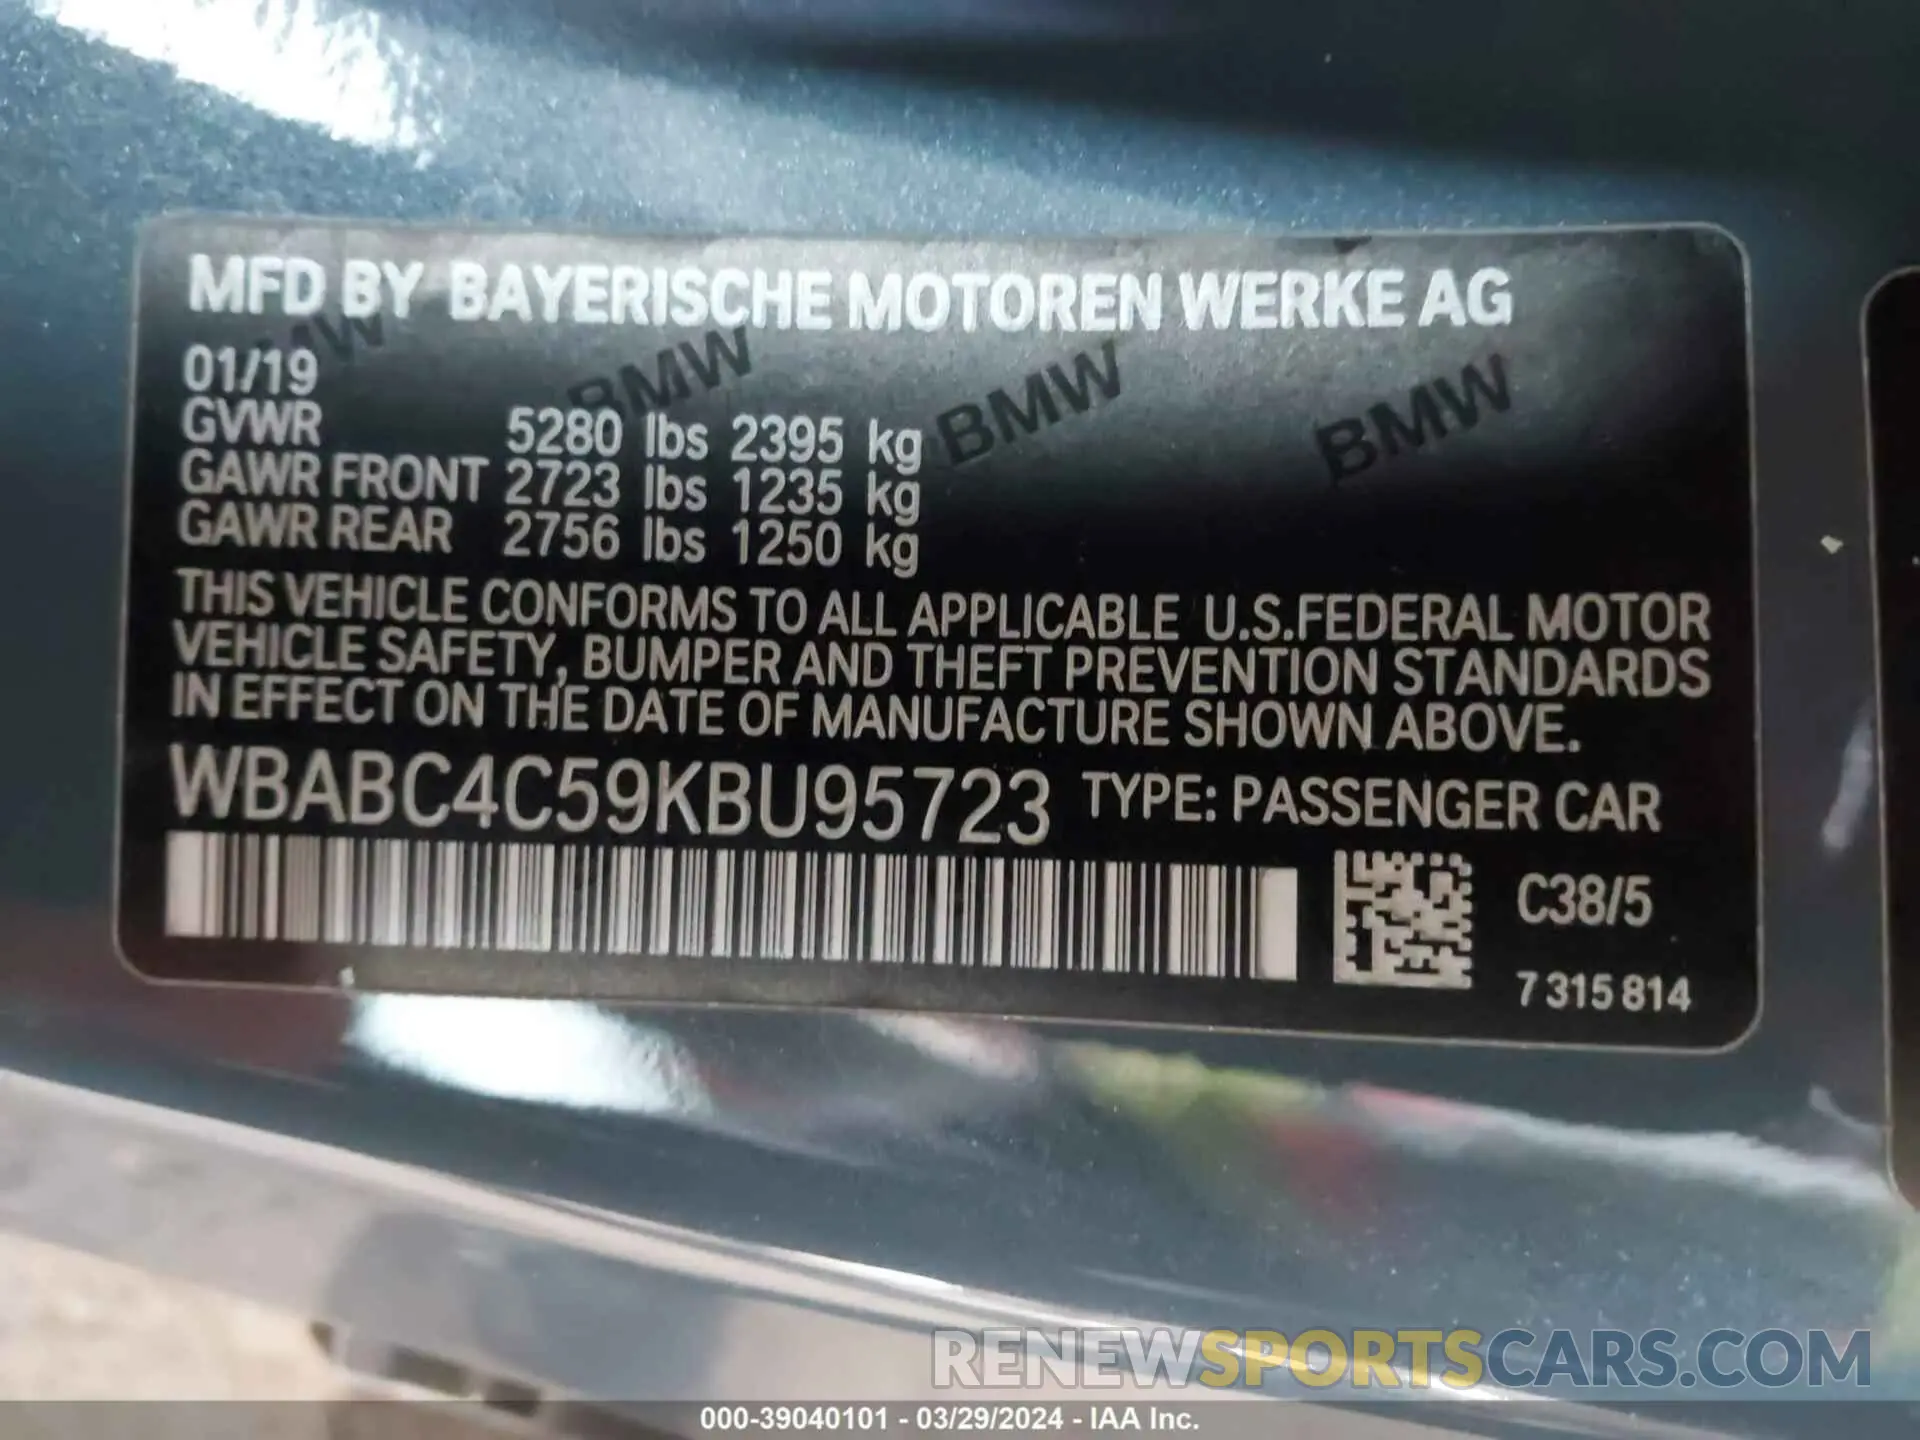 MFD BY BAYERISCHE MOTOREN WERKE AG
01/19
BMW BMW BMW BMW
GVWR 5280 lbs 2395 kg
GAWR FRONT 2723 lbs 1235 kg
GAWR REAR 2756 lbs 1250 kg
THIS VEHICLE CONFORMS TO ALL APPLICABLE U.S.FEDERAL MOTOR
VEHICLE SAFETY, BUMPER AND THEFT PREVENTION STANDARDS
IN EFFECT ON THE DATE OF MANUFACTURE SHOWN ABOVE.
WBABC4C59KBU95723 TYPE: PASSENGER CAR
C38/5
7 315 814
RENEWSPORTSCARS.COM
000-39040101 - 03/29/2024 - IAA Inc.